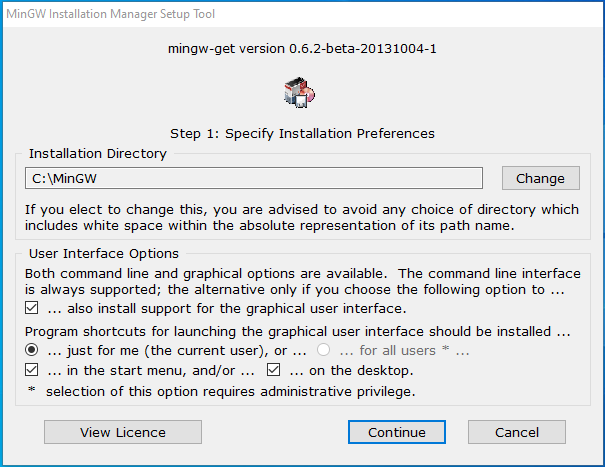 MinGW Installation Manager Setup Tool
mingw-get version 0.6.2-beta-20131004-1
Step 1: Specify Installation Preferences
Installation Directory
C:\MinGW
Change
If you elect to change this, you are advised to avoid any choice of directory which
includes white space within the absolute representation of its path name.
User Interface Options
Both command line and graphical options are available.  The command line interface
is always supported; the alternative only if you choose the following option to ...
... also install support for the graphical user interface.
Program shortcuts for launching the graphical user interface should be installed ...
... just for me (the current user), or ... ... for all users * ...
... in the start menu, and/or ... ... on the desktop.
* selection of this option requires administrative privilege.
View Licence Continue Cancel